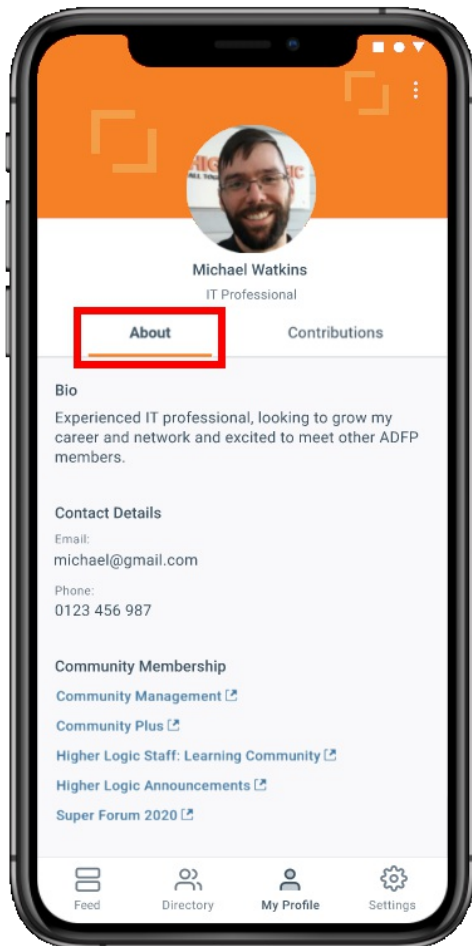 Michael Watkins
IT Professional
About Contributions
Bio
Experienced IT professional, looking to grow my
career and network and excited to meet other ADFP
members.
Contact Details
Email:
michael@gmail.com
Phone:
0123 456 987
Community Membership
Community Management
Community Plus
Higher Logic Staff: Learning Community
Higher Logic Announcements
Super Forum 2020
Feed Directory My Profile Settings